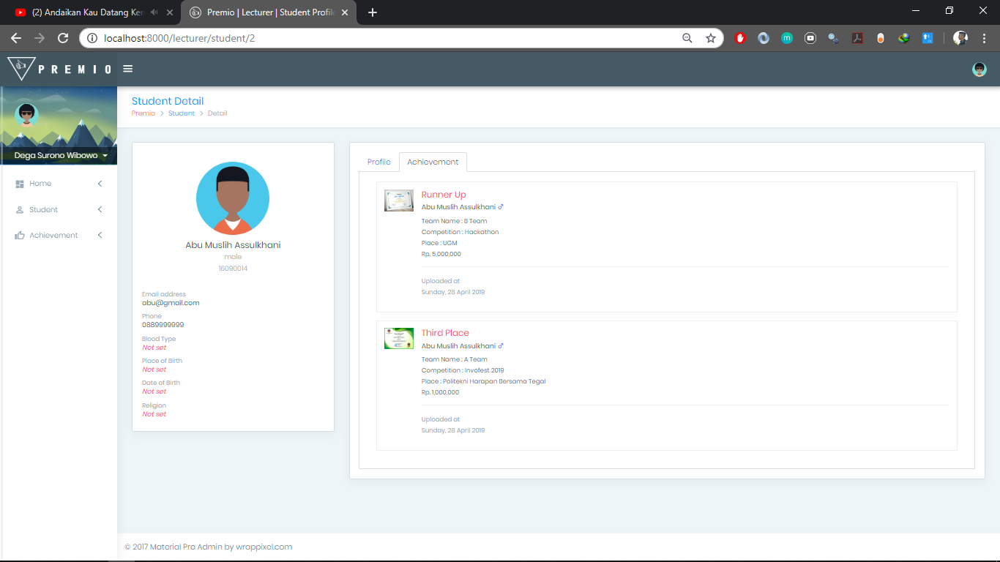 (2) Andaikan Kau Datang Ke
Premio | Lecturer | Student Profile
localhost:8000/lecturer/student/2
PREMIO
Dega Surono Wibowo
Home
Student
Achievement
Student Detail
Premio > Student > Detail
Abu Muslih Assulkhani
male
16090014
Email address
abu@gmail.com
Phone
0889999999
Blood Type
Not set
Place of Birth
Not set
Date of Birth
Not set
Religion
Not set
Profile
Achievement
Runner Up
Abu Muslih Assulkhani ♂
Team Name : B Team
Competition : Hackathon
Place : UGM
Rp. 5,000,000
Uploaded at
Sunday, 28 April 2019
Third Place
Abu Muslih Assulkhani ♂
Team Name : A Team
Competition : Invofest 2019
Place : Politekni Harapan Bersama Tegal
Rp. 1,000,000
Uploaded at
Sunday, 28 April 2019
© 2017 Material Pro Admin by wrappixel.com